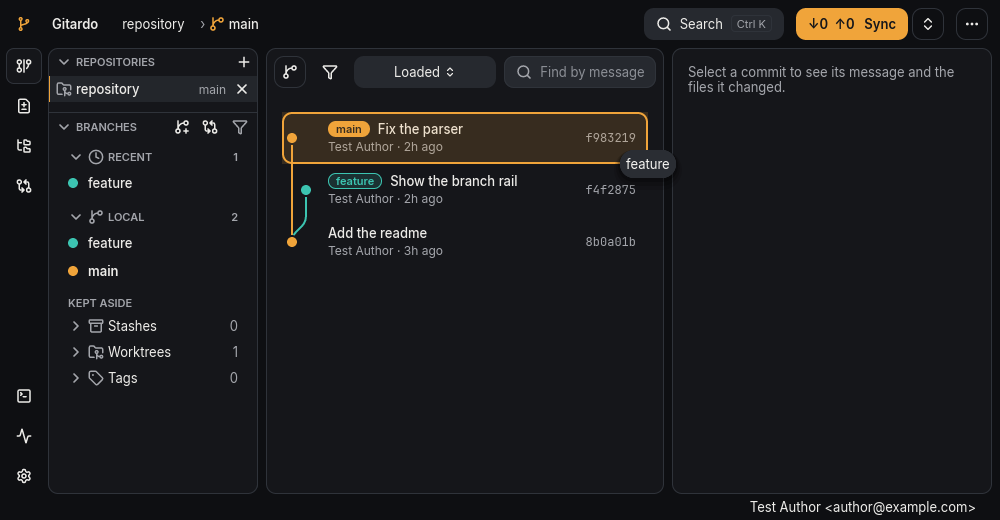 Gitardo repository main Search Ctrl K ↓0 ↑0 Sync
REPOSITORIES
repository main
BRANCHES
RECENT 1
feature
LOCAL 2
feature
main
KEPT ASIDE
Stashes 0
Worktrees 1
Tags 0
Loaded Find by message
main Fix the parser f983219
Test Author · 2h ago
feature
feature Show the branch rail f4f2875
Test Author · 2h ago
Add the readme 8b0a01b
Test Author · 3h ago
Select a commit to see its message and the
files it changed.
Test Author <author@example.com>